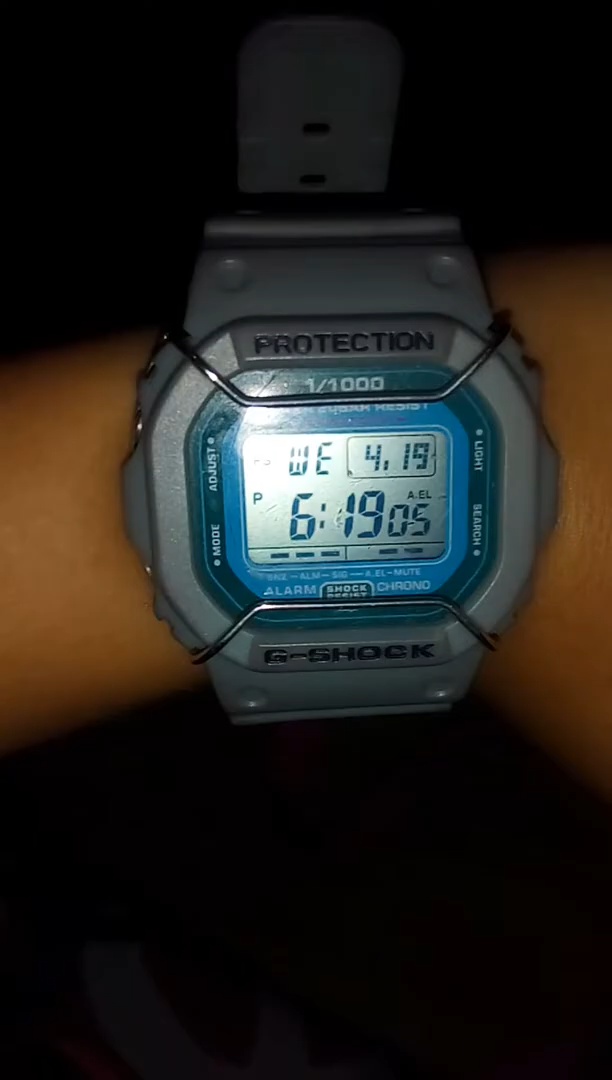 PROTECTION
1/1000
RESIST
ADJUST
LIGHT
WE 4.19
P
A.EL
6:19 05
MODE
SEARCH
ALM-SIG-A.EL-MUTE
ALARM SHOCK RESIST CHRONO
G-SHOCK